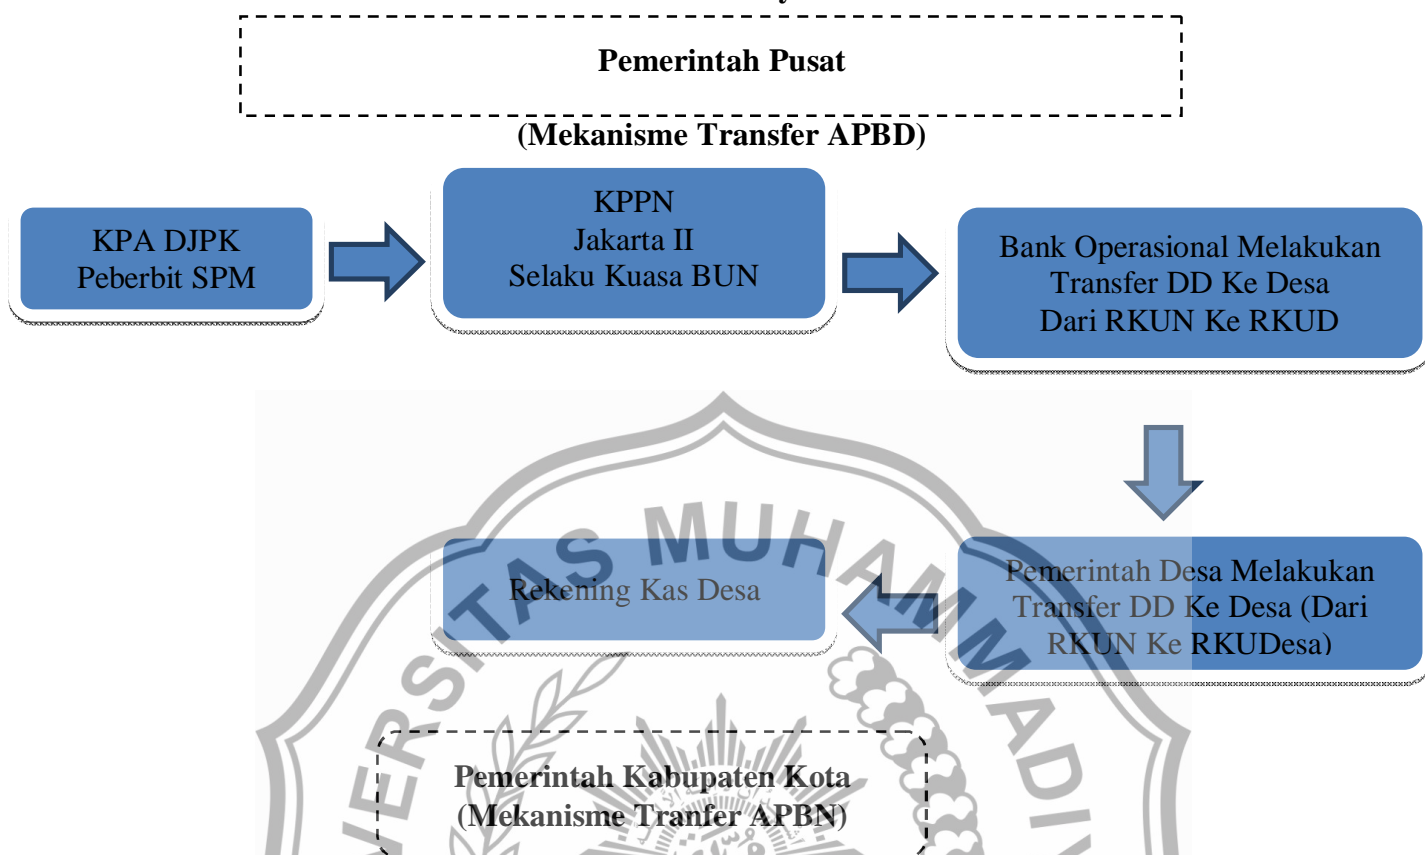 Pemerintah Pusat
(Mekanisme Transfer APBD)
KPA DJPK
Peberbit SPM
KPPN
Jakarta II
Selaku Kuasa BUN
Bank Operasional Melakukan
Transfer DD Ke Desa
Dari RKUN Ke RKUD
Pemerintah Desa Melakukan
Transfer DD Ke Desa (Dari
RKUN Ke RKUDesa)
Rekening Kas Desa
Pemerintah Kabupaten Kota
(Mekanisme Tranfer APBN)
ERSITAS MUHAMMADIY